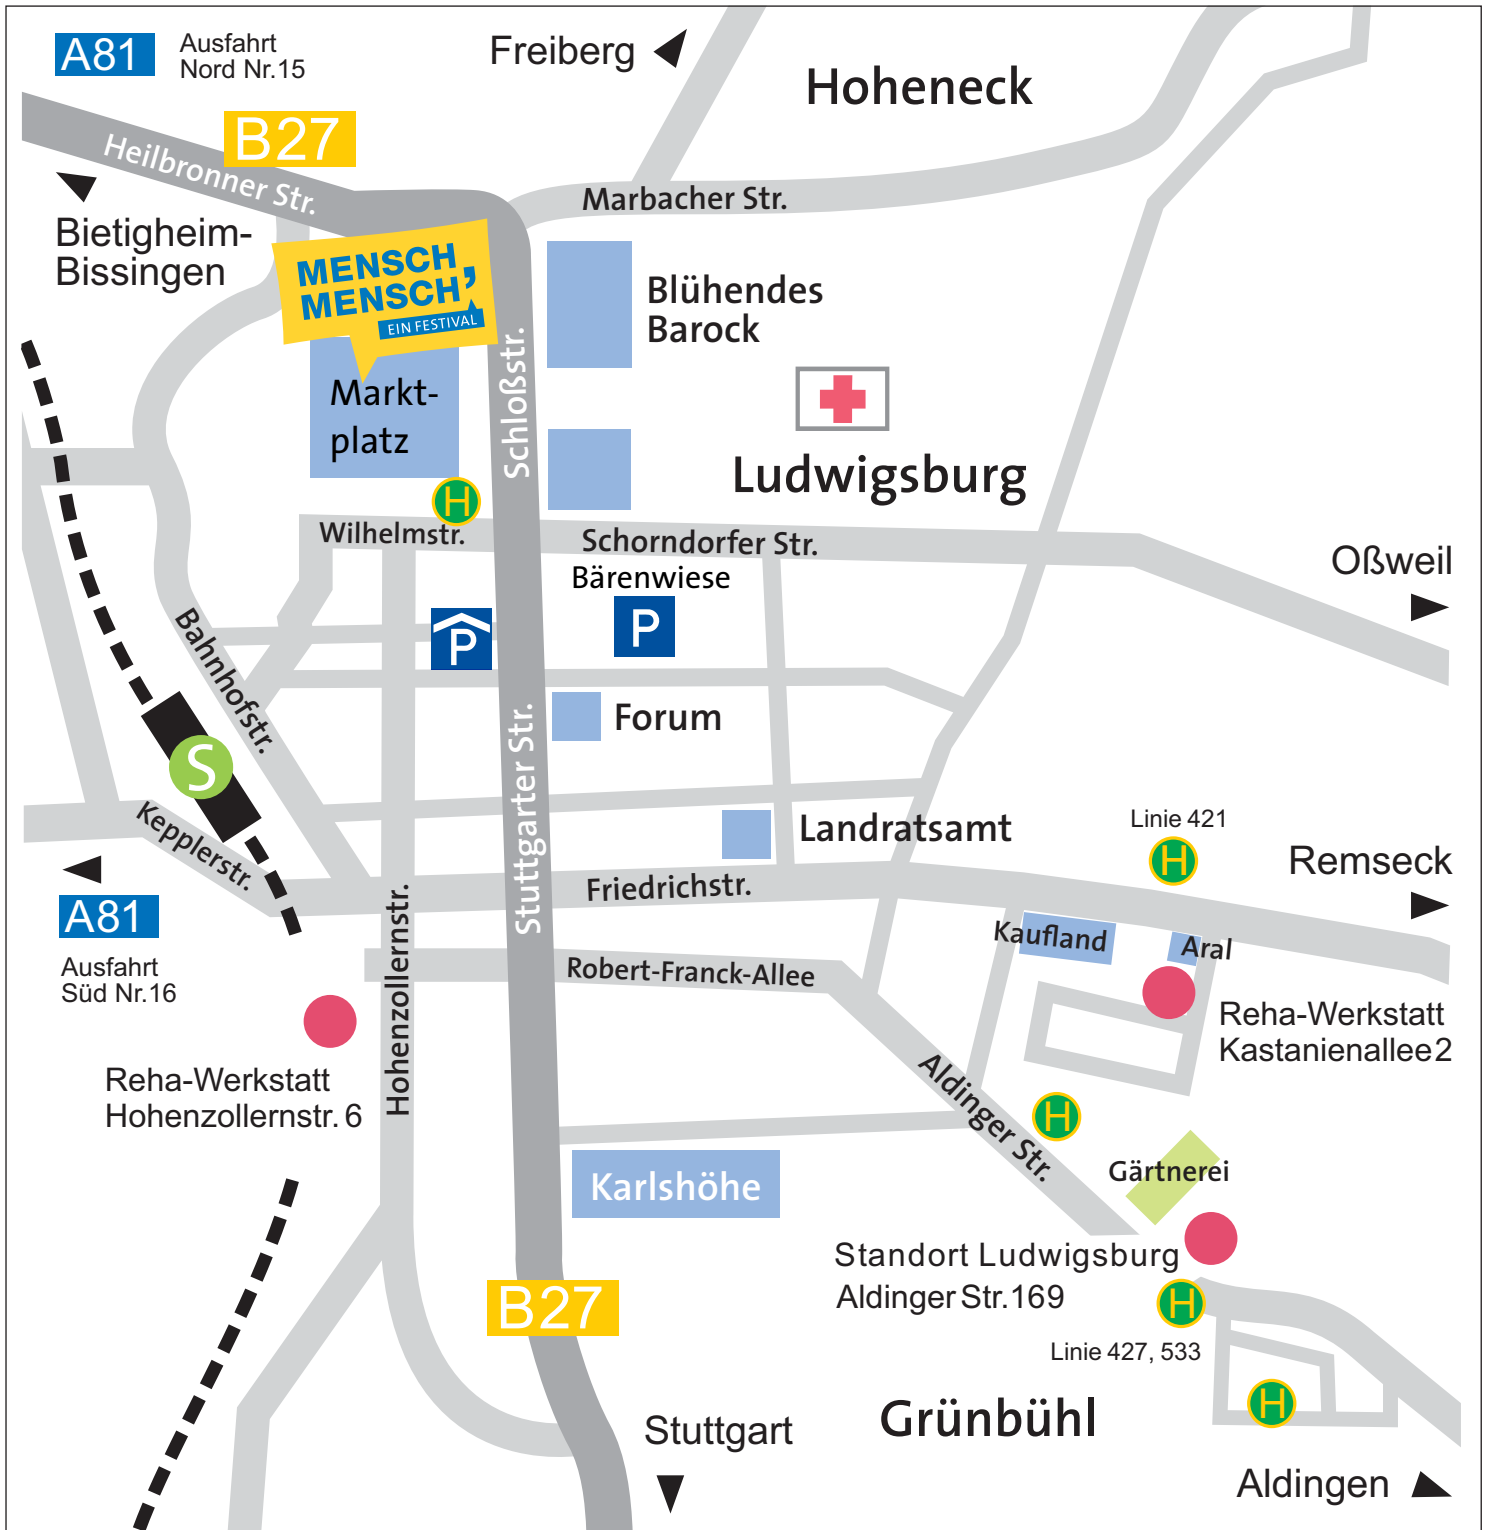 A81
Ausfahrt
Nord Nr.15
Freiberg
Hoheneck
B27
Heilbronner Str.
Bietigheim-
Bissingen
Marbacher Str.
MENSCH,
MENSCH
EIN FESTIVAL
Blühendes
Barock
Schloßstr.
Markt-
platz
Ludwigsburg
H
Wilhelmstr.
Schorndorfer Str.
Bärenwiese
Oßweil
P
P
Bahnhofstr.
Forum
Stuttgarter Str.
S
Kepplerstr.
Landratsamt
Linie 421
H
Remseck
Friedrichstr.
A81
Ausfahrt
Süd Nr.16
Hohenzollernstr.
Kaufland
Aral
Robert-Franck-Allee
Reha-Werkstatt
Kastanienallee 2
Reha-Werkstatt
Hohenzollernstr. 6
Aldinger Str.
H
Gärtnerei
Karlshöhe
Standort Ludwigsburg
Aldinger Str.169
H
Linie 427, 533
B27
H
Grünbühl
Stuttgart
Aldingen